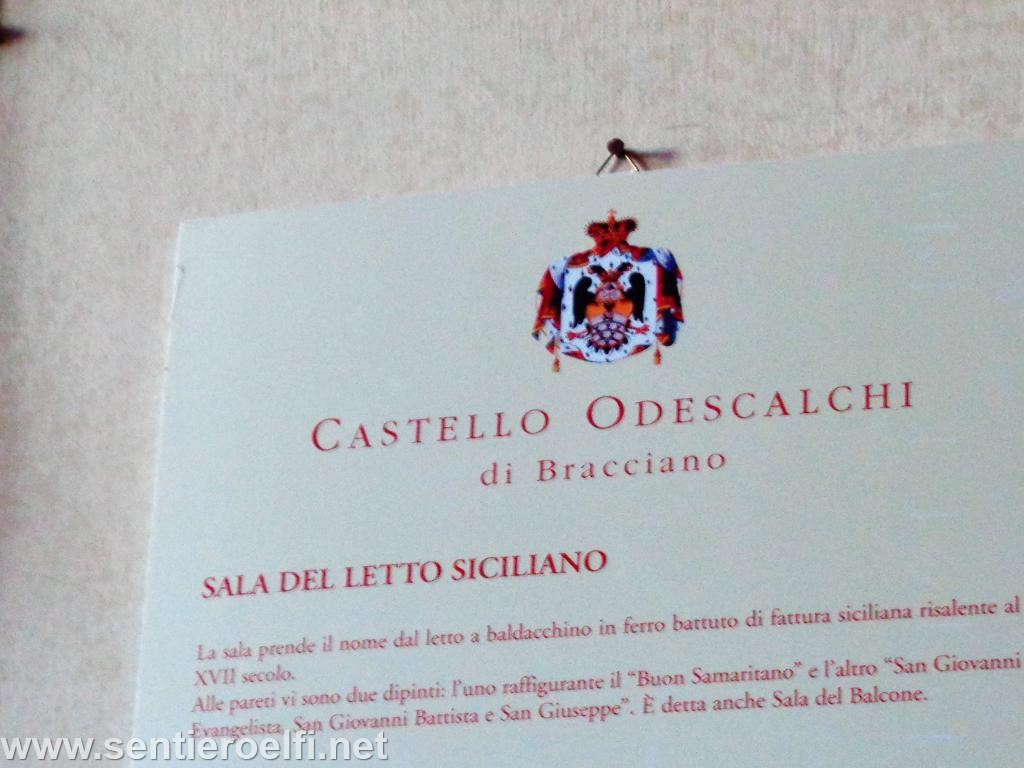 CASTELLO ODESCALCHI
di Bracciano
SALA DEL LETTO SICILIANO
La sala prende il nome dal letto a baldacchino in ferro battuto di fattura siciliana risalente al
XVII secolo.
Alle pareti vi sono due dipinti: l'uno raffigurante il "Buon Samaritano" e l'altro "San Giovanni
Evangelista, San Giovanni Battista e San Giuseppe". È detta anche Sala del Balcone.
www.sentieroelfi.net